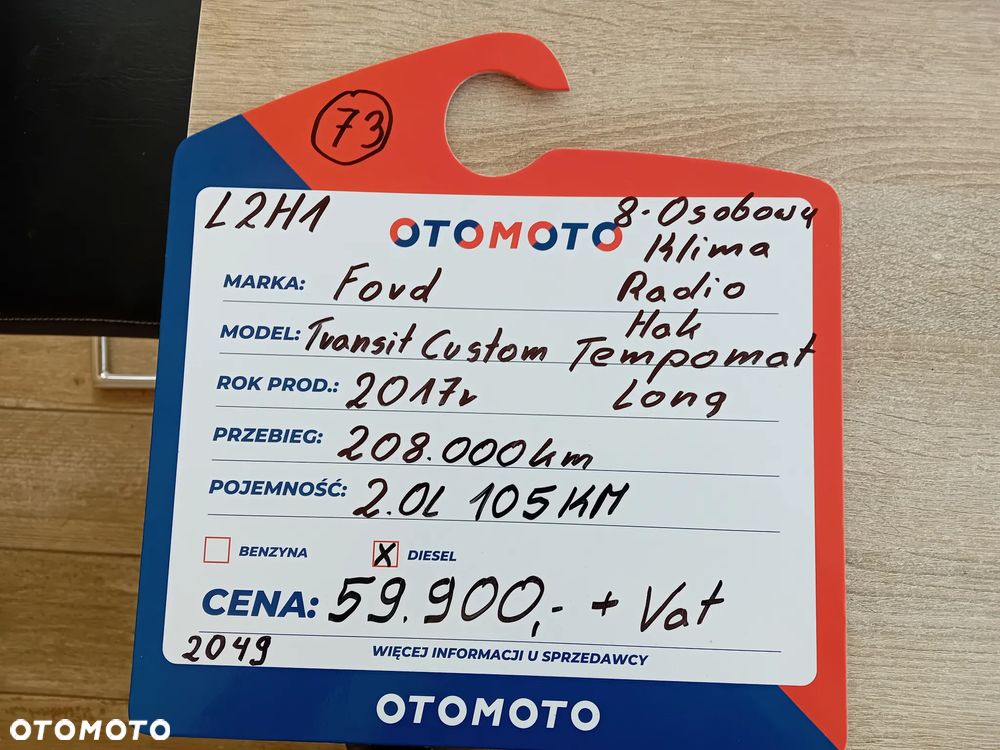 73
L2H1
OTOMOTO
8-Osobowy
Klima
MARKA: Ford
Radio
Hak
MODEL: Transit Custom
Tempomat
ROK PROD.: 2017r
Long
PRZEBIEG: 208.000km
POJEMNOŚĆ: 2.0L 105KM
BENZYNA
X DIESEL
CENA: 59.900,- + Vat
2049
WIĘCEJ INFORMACJI U SPRZEDAWCY
OTOMOTO
OTOMOTO